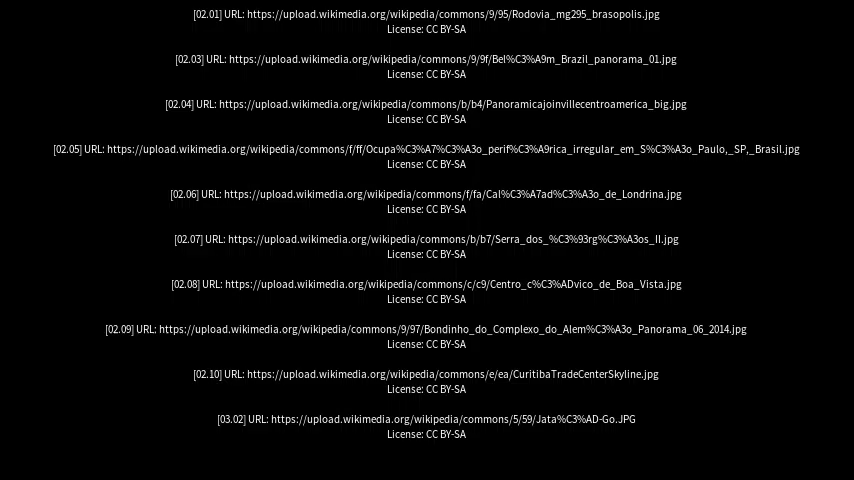 [02.01] URL: https://upload.wikimedia.org/wikipedia/commons/9/95/Rodovia_mg295_brasopolis.jpg
License: CC BY-SA
[02.03] URL: https://upload.wikimedia.org/wikipedia/commons/9/9f/Bel%C3%A9m_Brazil_panorama_01.jpg
License: CC BY-SA
[02.04] URL: https://upload.wikimedia.org/wikipedia/commons/b/b4/Panoramicajoinvillecentroamerica_big.jpg
License: CC BY-SA
[02.05] URL: https://upload.wikimedia.org/wikipedia/commons/f/ff/Ocupa%C3%A7%C3%A3o_perif%C3%A9rica_irregular_em_S%C3%A3o_Paulo,_SP,_Brasil.jpg
License: CC BY-SA
[02.06] URL: https://upload.wikimedia.org/wikipedia/commons/f/fa/Cal%C3%A7ad%C3%A3o_de_Londrina.jpg
License: CC BY-SA
[02.07] URL: https://upload.wikimedia.org/wikipedia/commons/b/b7/Serra_dos_%C3%93rg%C3%A3os_II.jpg
License: CC BY-SA
[02.08] URL: https://upload.wikimedia.org/wikipedia/commons/c/c9/Centro_c%C3%ADvico_de_Boa_Vista.jpg
License: CC BY-SA
[02.09] URL: https://upload.wikimedia.org/wikipedia/commons/9/97/Bondinho_do_Complexo_do_Alem%C3%A3o_Panorama_06_2014.jpg
License: CC BY-SA
[02.10] URL: https://upload.wikimedia.org/wikipedia/commons/e/ea/CuritibaTradeCenterSkyline.jpg
License: CC BY-SA
[03.02] URL: https://upload.wikimedia.org/wikipedia/commons/5/59/Jata%C3%AD-Go.JPG
License: CC BY-SA